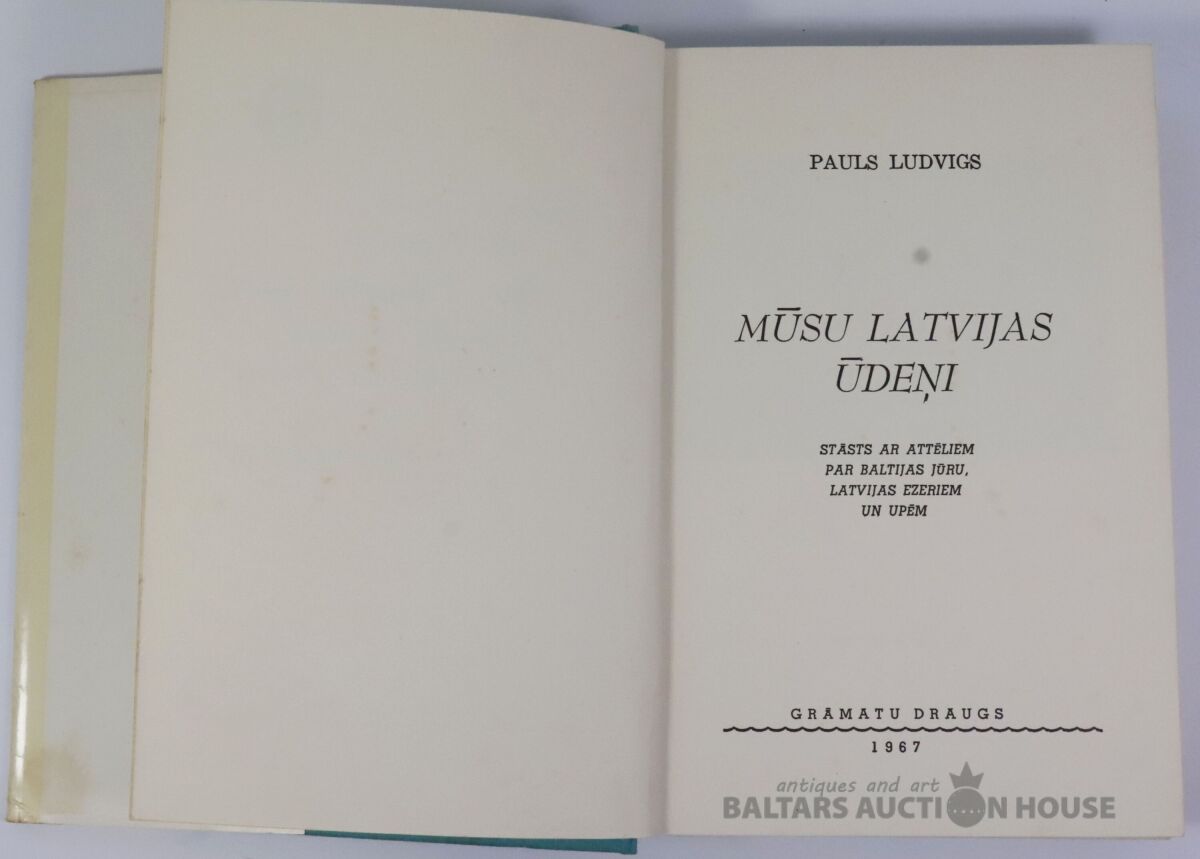 PAULS LUDVIGS
MŪSU LATVIJAS
ŪDEŅI
STĀSTS AR ATTĒLIEM
PAR BALTIJAS JŪRU,
LATVIJAS EZERIEM
UN UPĒM
GRĀMATU DRAUGS
1967
antiques and art
BALTARS AUCTION HOUSE